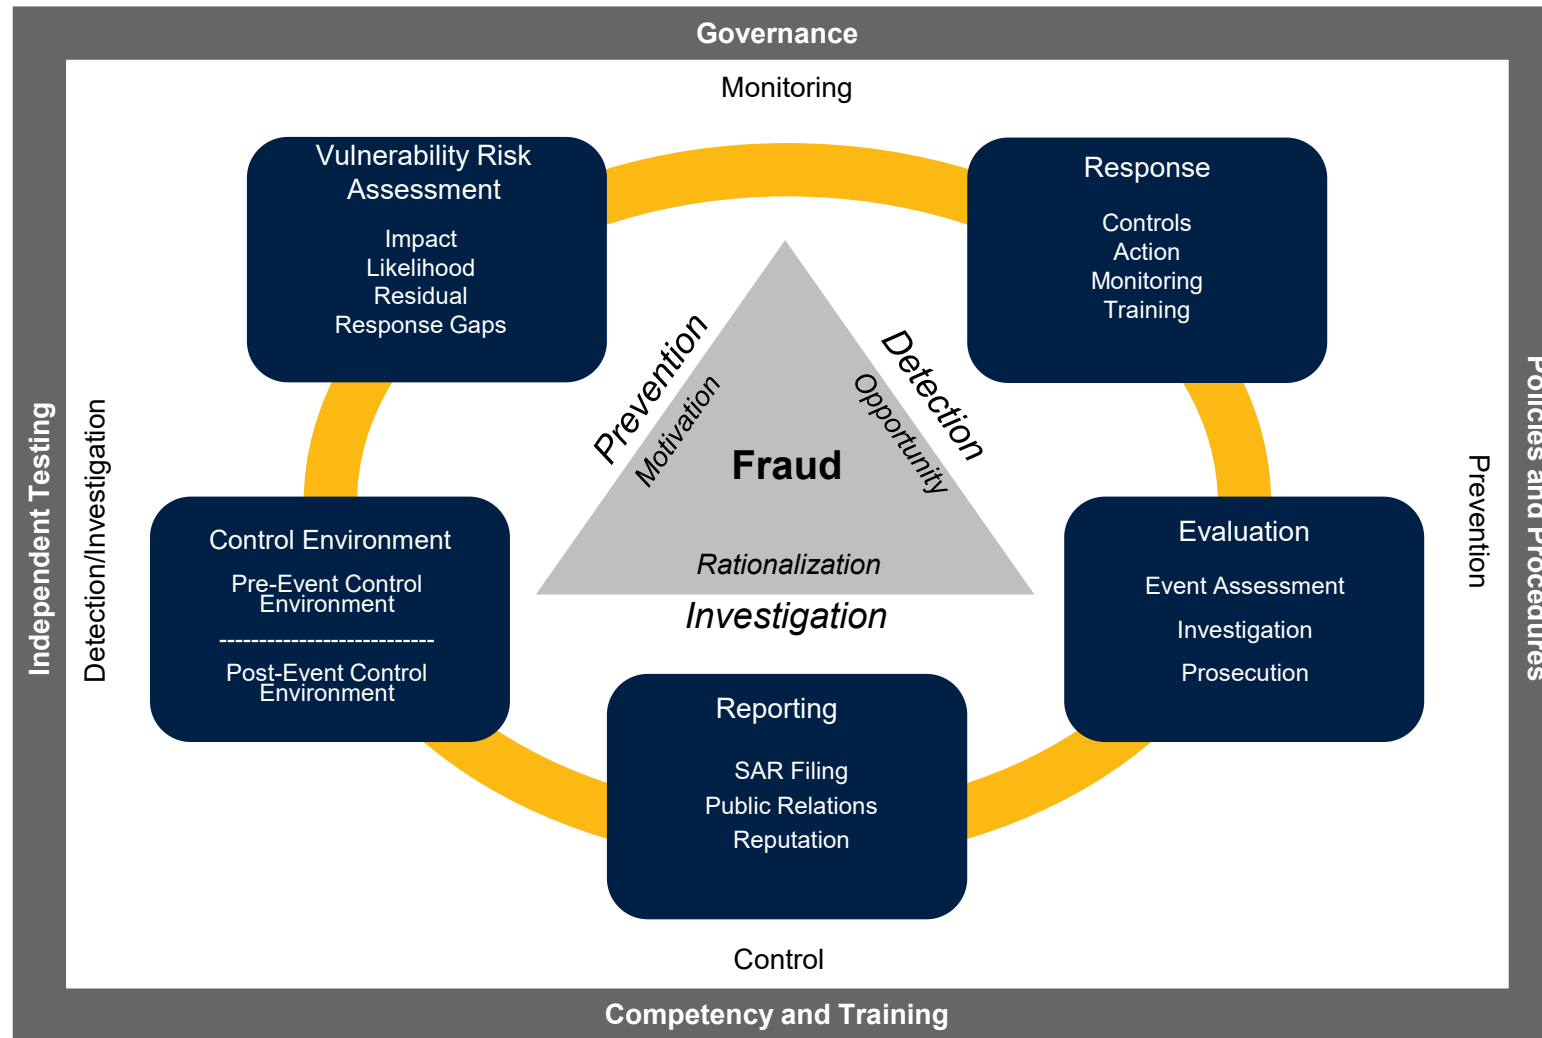 Governance
Monitoring
Vulnerability Risk
Assessment
Impact
Likelihood
Residual
Response Gaps
Response
Controls
Action
Monitoring
Training
Prevention
Motivation
Detection
Opportunity
Fraud
Rationalization
Investigation
Independent Testing
Detection/Investigation
Policies and Procedures
Prevention
Control Environment
Pre-Event Control
Environment
---------------------------
Post-Event Control
Environment
Evaluation
Event Assessment
Investigation
Prosecution
Reporting
SAR Filing
Public Relations
Reputation
Control
Competency and Training